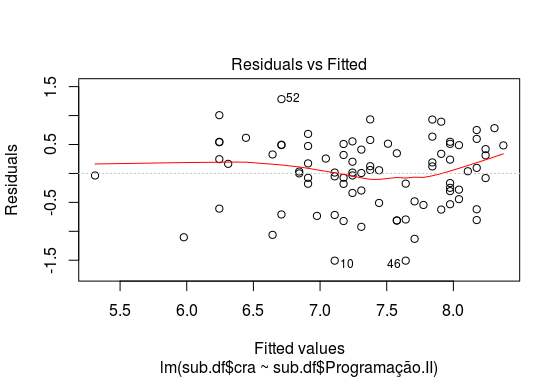 Residuals vs Fitted
Residuals
1.5
0.5
-0.5
-1.5
52
10
46
5.5 6.0 6.5 7.0 7.5 8.0
Fitted values
lm(sub.df$cra ~ sub.df$Programação.II)